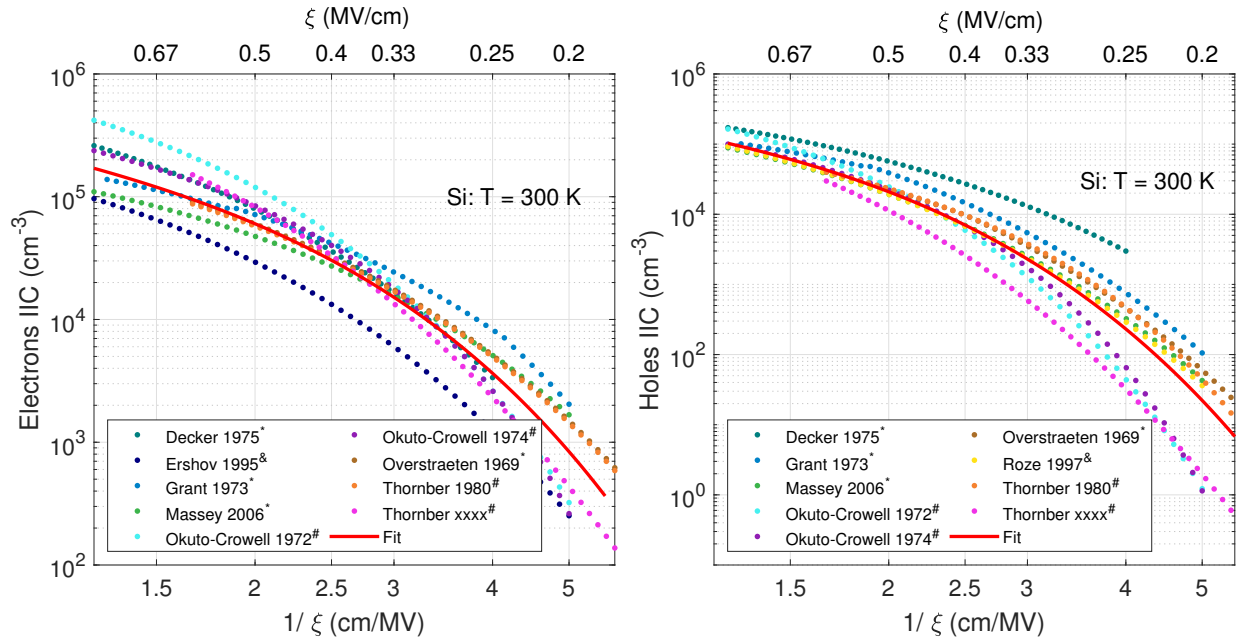 ξ (MV/cm)
0.67 0.5 0.4 0.33 0.25 0.2
10^6
10^5
10^4
10^3
10^2
Electrons IIC (cm^-3)
Si: T = 300 K
Decker 1975^*
Ershov 1995^&
Grant 1973^*
Massey 2006^*
Okuto-Crowell 1972^#
Okuto-Crowell 1974^#
Overstraeten 1969^*
Thornber 1980^#
Thornber xxxx^#
Fit
1.5 2 2.5 3 4 5
1/ ξ (cm/MV)
ξ (MV/cm)
0.67 0.5 0.4 0.33 0.25 0.2
10^6
10^4
10^2
10^0
Holes IIC (cm^-3)
Si: T = 300 K
Decker 1975^*
Grant 1973^*
Massey 2006^*
Okuto-Crowell 1972^#
Okuto-Crowell 1974^#
Overstraeten 1969^*
Roze 1997^&
Thornber 1980^#
Thornber xxxx^#
Fit
1.5 2 2.5 3 4 5
1/ ξ (cm/MV)